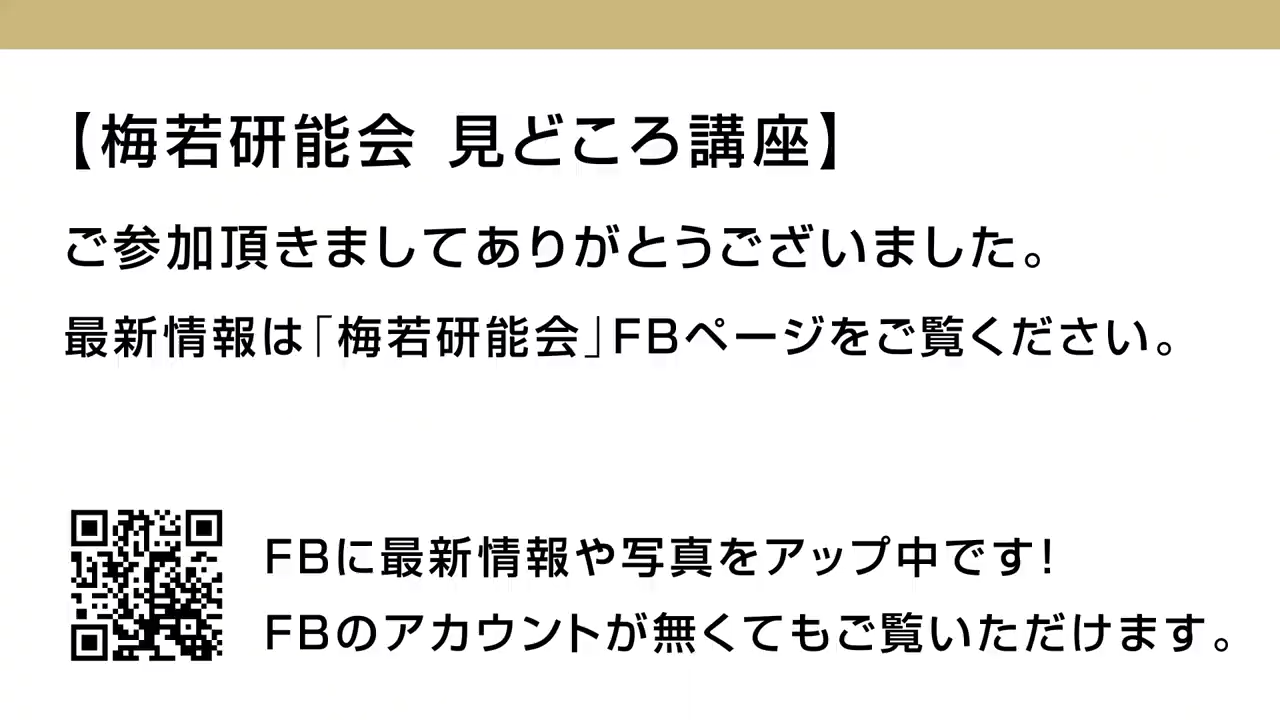 【梅若研能会 見どころ講座】
ご参加頂きましてありがとうございました。
最新情報は「梅若研能会」FBページをご覧ください。
FBに最新情報や写真をアップ中です！
FBのアカウントが無くてもご覧いただけます。